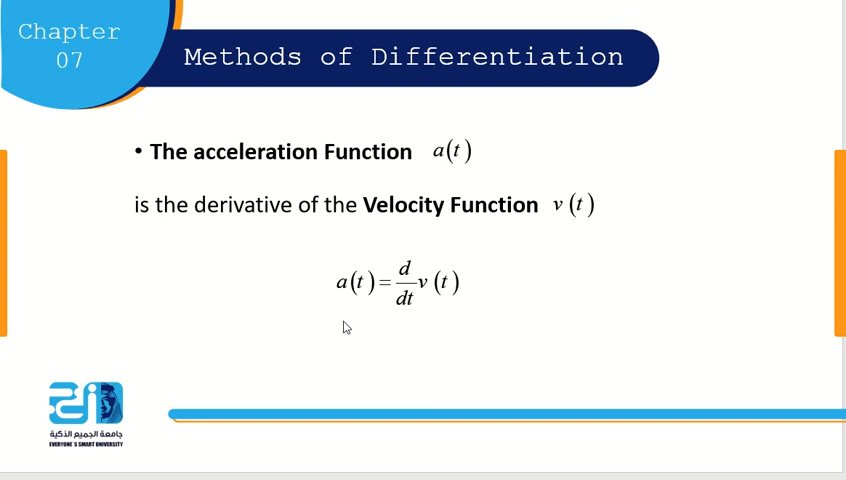 Chapter
07
Methods of Differentiation
• The acceleration Function a(t)
is the derivative of the Velocity Function v(t)
a(t) = d/dt v(t)
جامعة الجميع الذكية
EVERYONE'S SMART UNIVERSITY